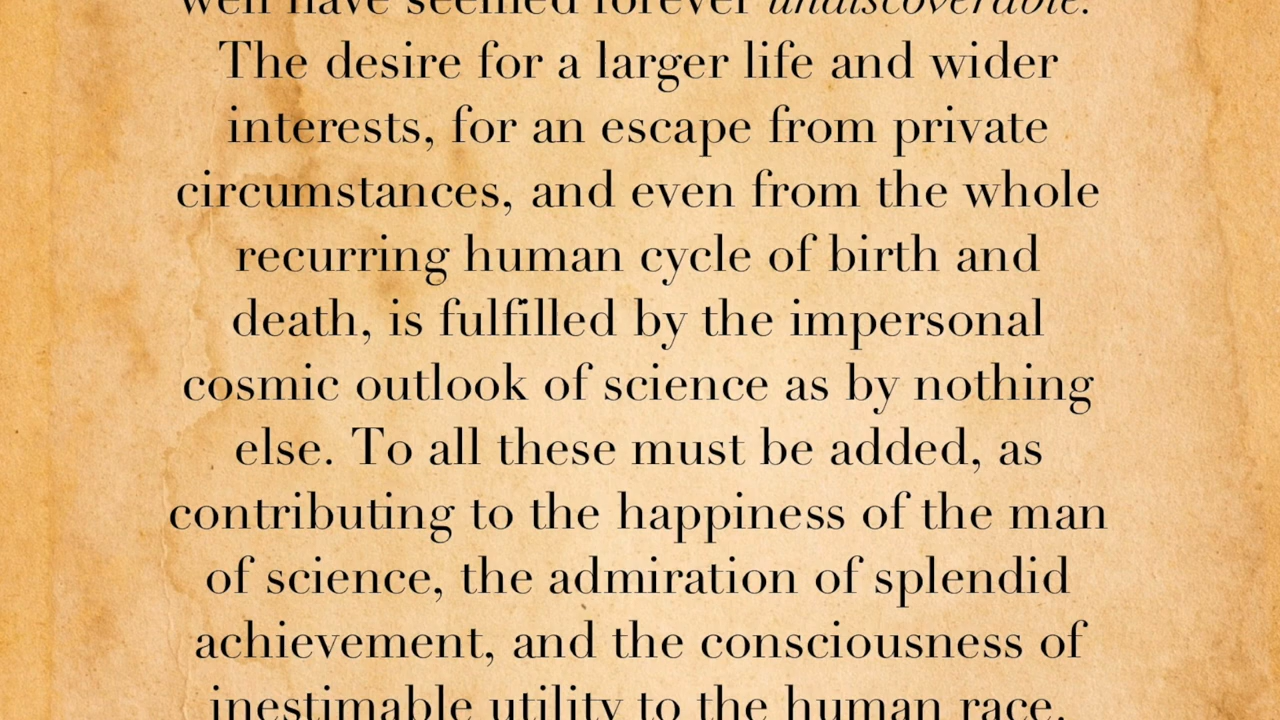 well have seemed forever undiscoverable.
The desire for a larger life and wider
interests, for an escape from private
circumstances, and even from the whole
recurring human cycle of birth and
death, is fulfilled by the impersonal
cosmic outlook of science as by nothing
else. To all these must be added, as
contributing to the happiness of the man
of science, the admiration of splendid
achievement, and the consciousness of
inestimable utility to the human race.